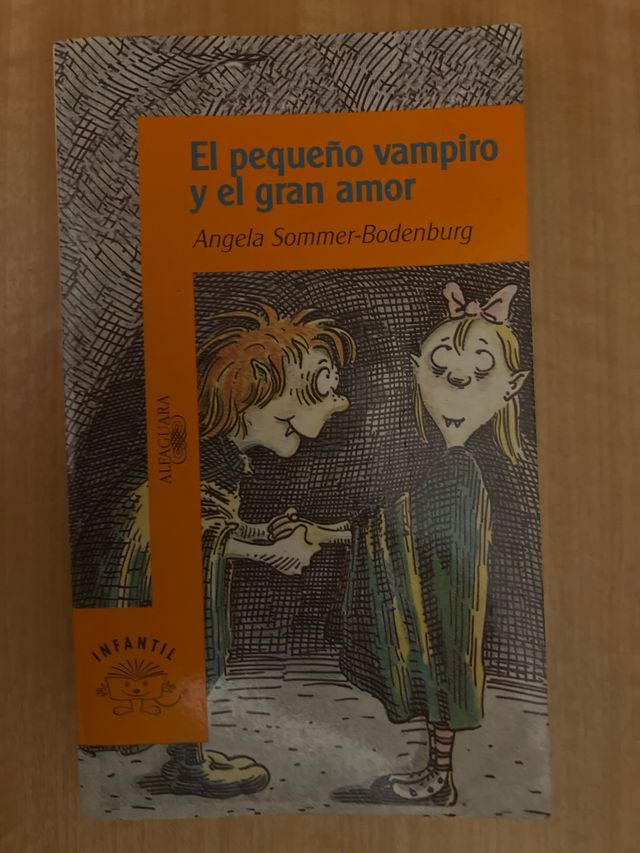 El pequeño vampiro
y el gran amor
Angela Sommer-Bodenburg
ALFAGUARA
INFANTIL